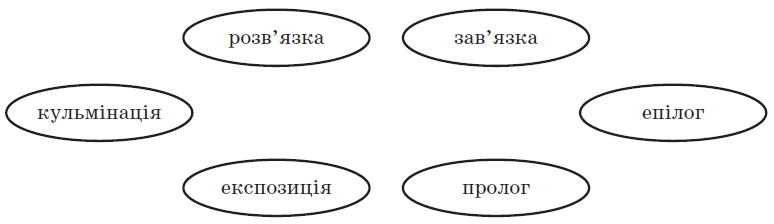 розв’язка
зав’язка
кульмінація
епілог
експозиція
пролог